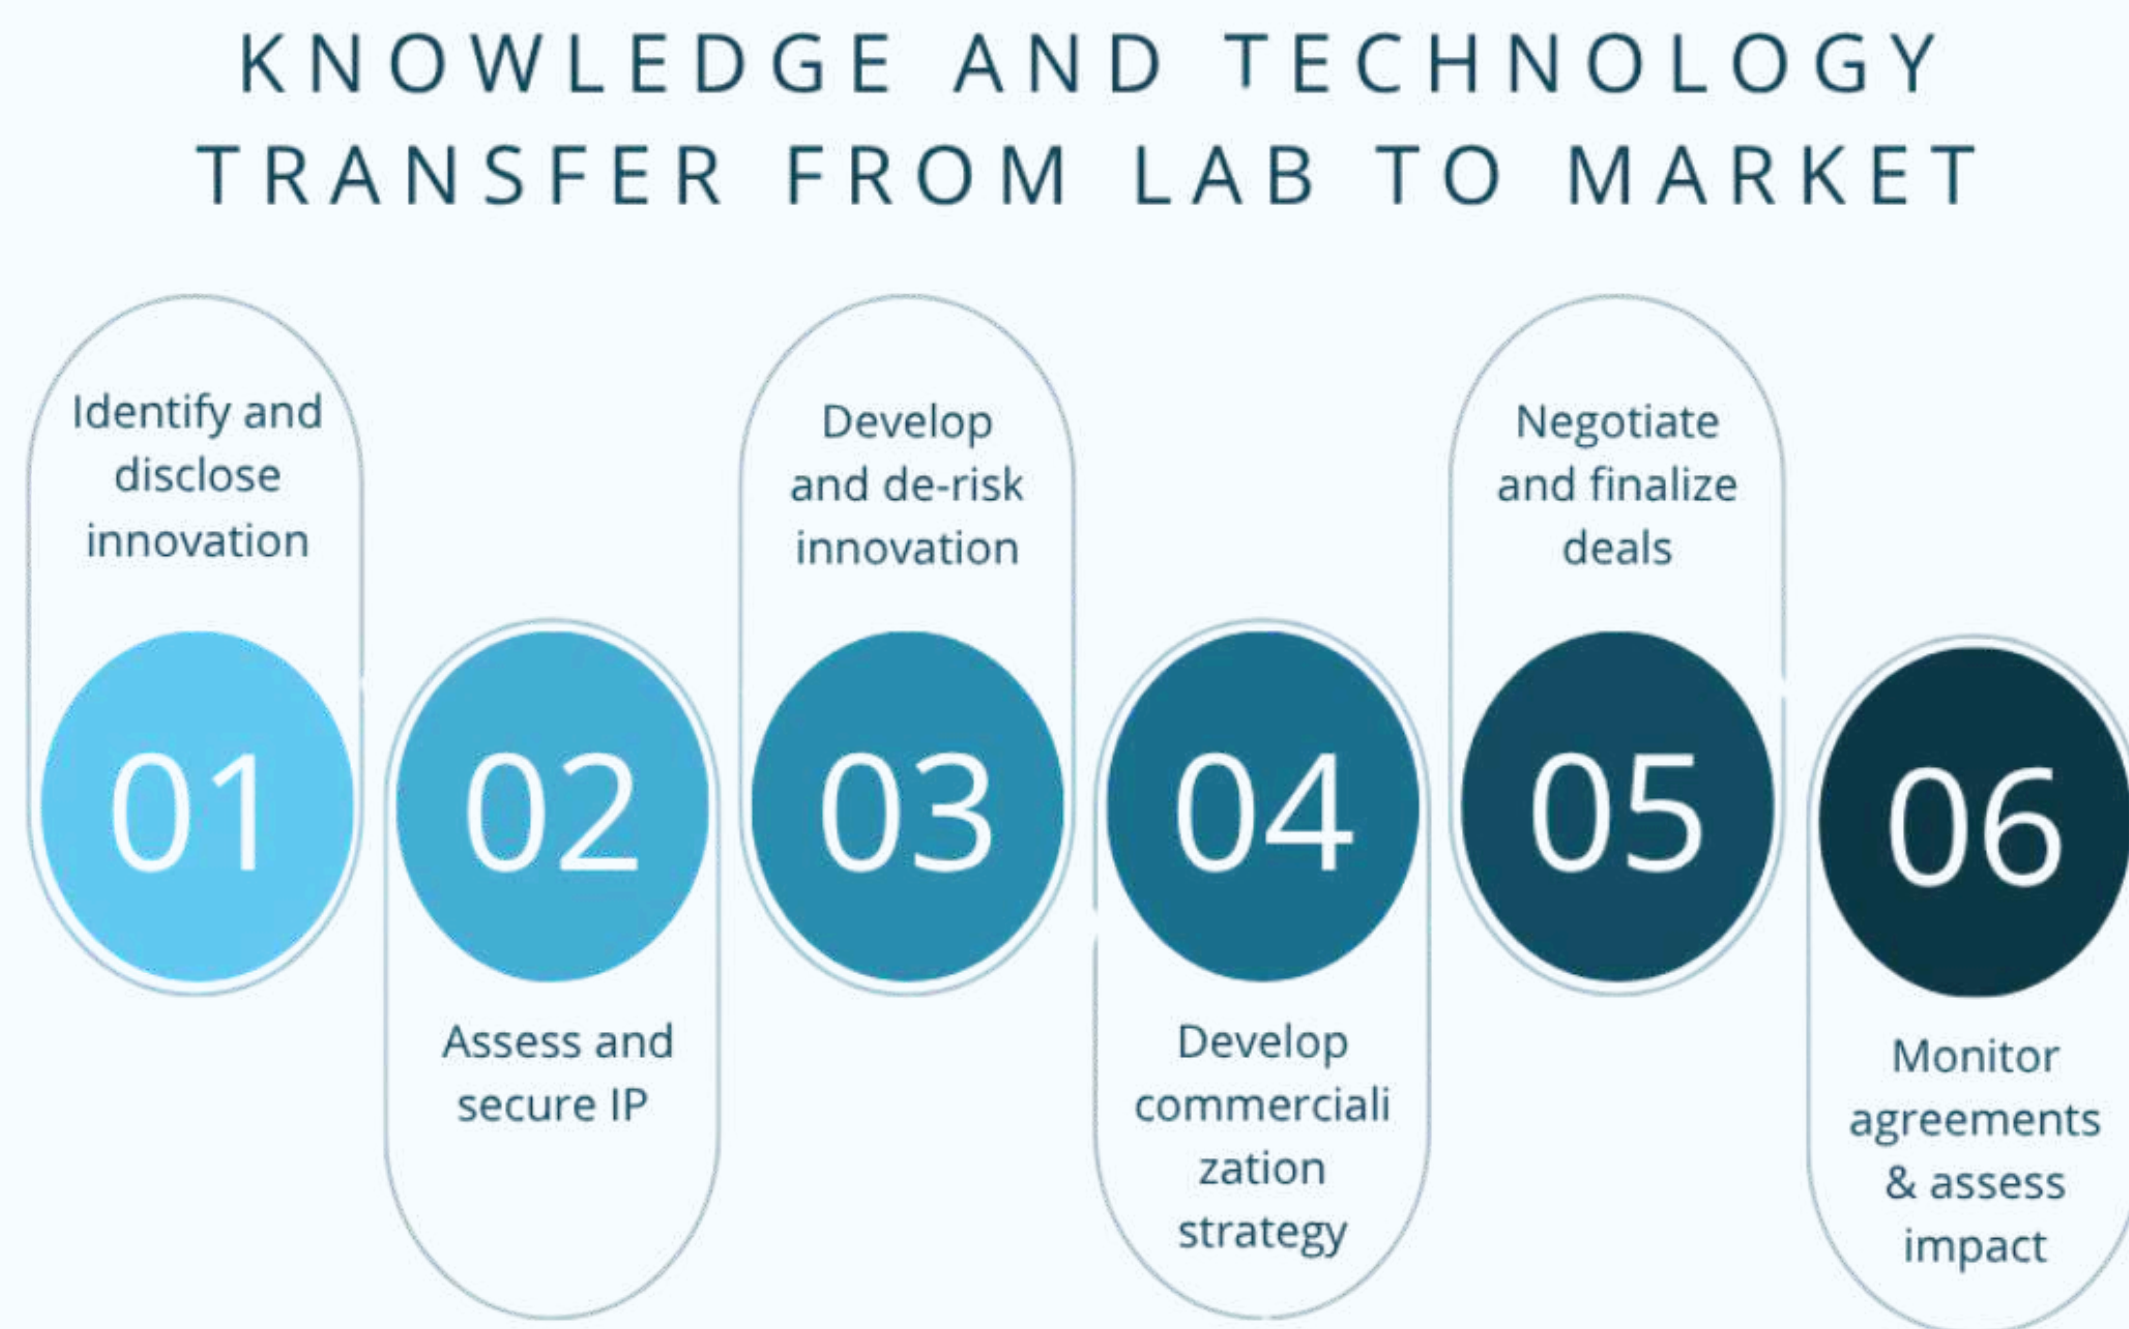 KNOWLEDGE AND TECHNOLOGY
TRANSFER FROM LAB TO MARKET
Identify and
disclose
innovation
01
02
Assess and
secure IP
Develop
and de-risk
innovation
03
04
Develop
commerciali
zation
strategy
Negotiate
and finalize
deals
05
06
Monitor
agreements
& assess
impact